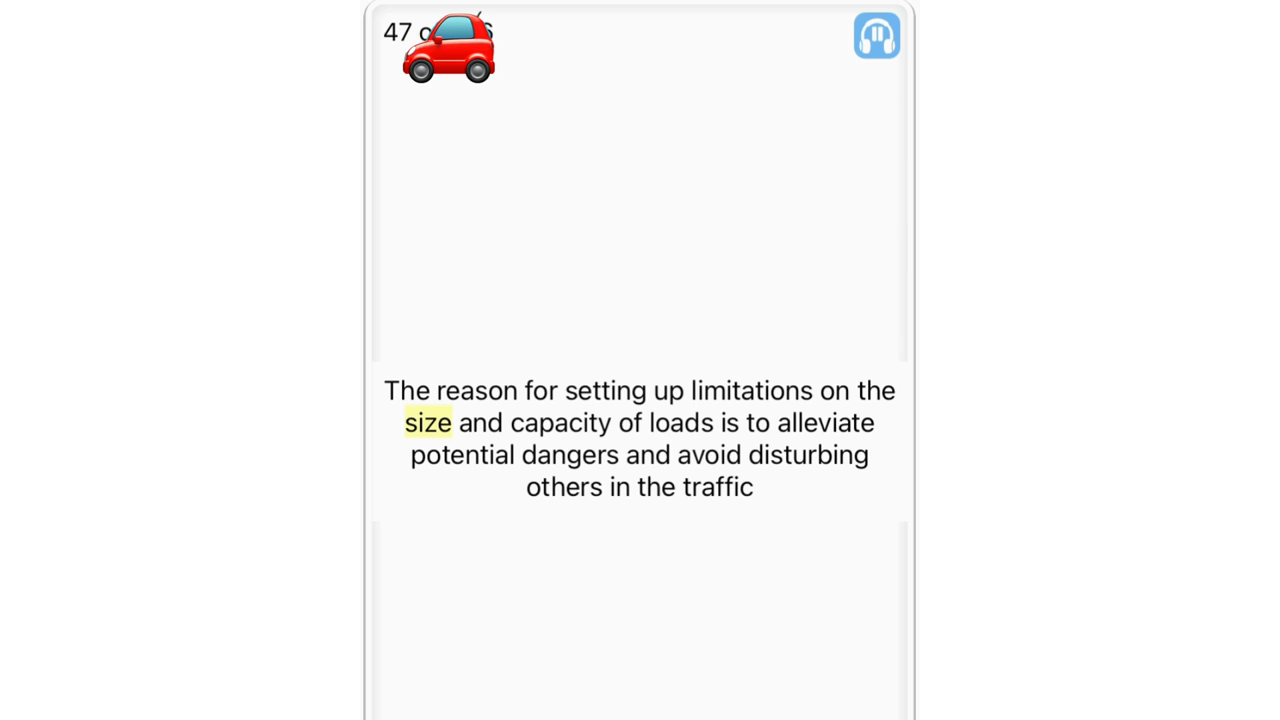 47
The reason for setting up limitations on the
size and capacity of loads is to alleviate
potential dangers and avoid disturbing
others in the traffic